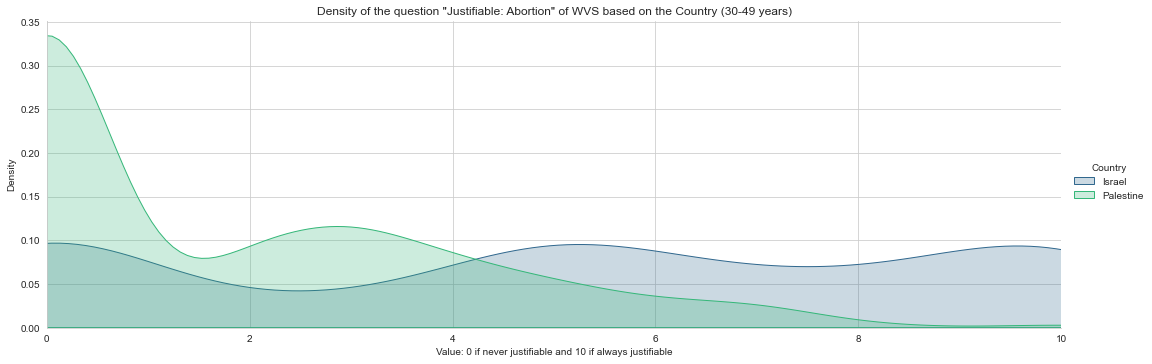 Density of the question "Justifiable: Abortion" of WVS based on the Country (30-49 years)
0.35
0.30
0.25
0.20
0.15
0.10
0.05
0.00
Density
0 2 4 6 8 10
Value: 0 if never justifiable and 10 if always justifiable
Country
Israel
Palestine